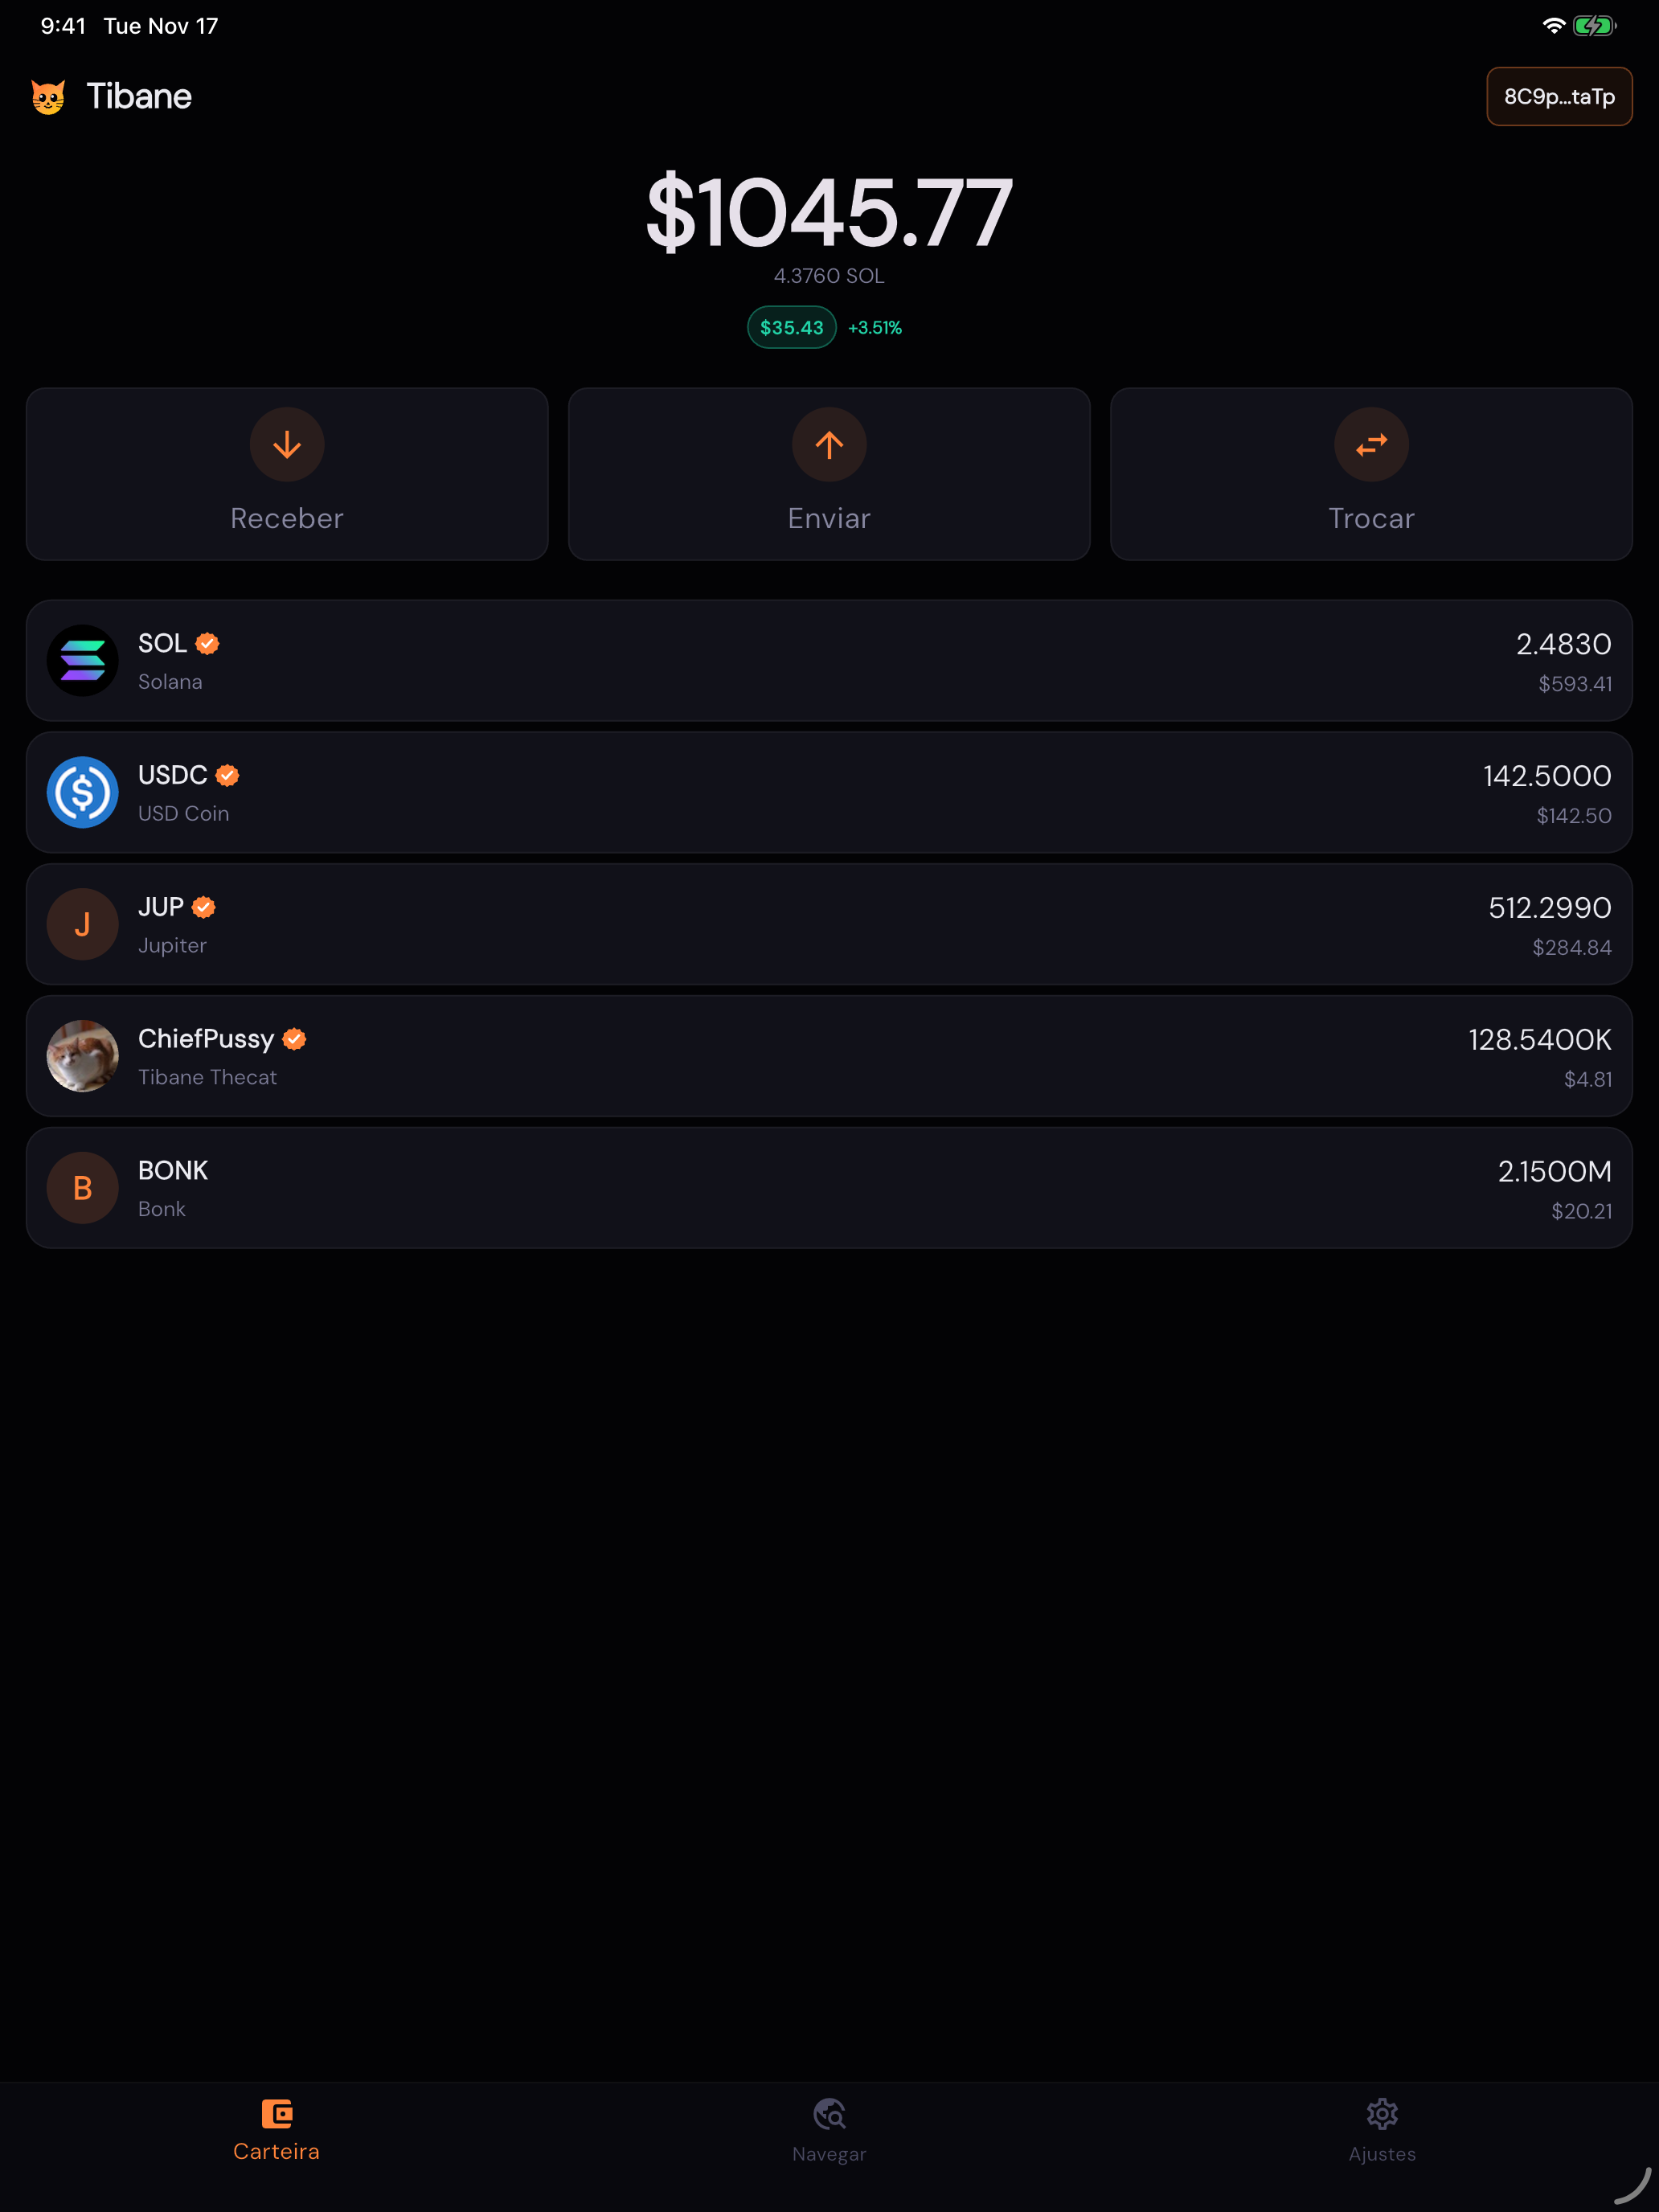 9:41 Tue Nov 17
Tibane
8C9p...taTp
$1045.77
4.3760 SOL
$35.43 +3.51%
Receber
Enviar
Trocar
SOL
Solana
2.4830
$593.41
USDC
USD Coin
142.5000
$142.50
J
JUP
Jupiter
512.2990
$284.84
ChiefPussy
Tibane Thecat
128.5400K
$4.81
B
BONK
Bonk
2.1500M
$20.21
Carteira
Navegar
Ajustes